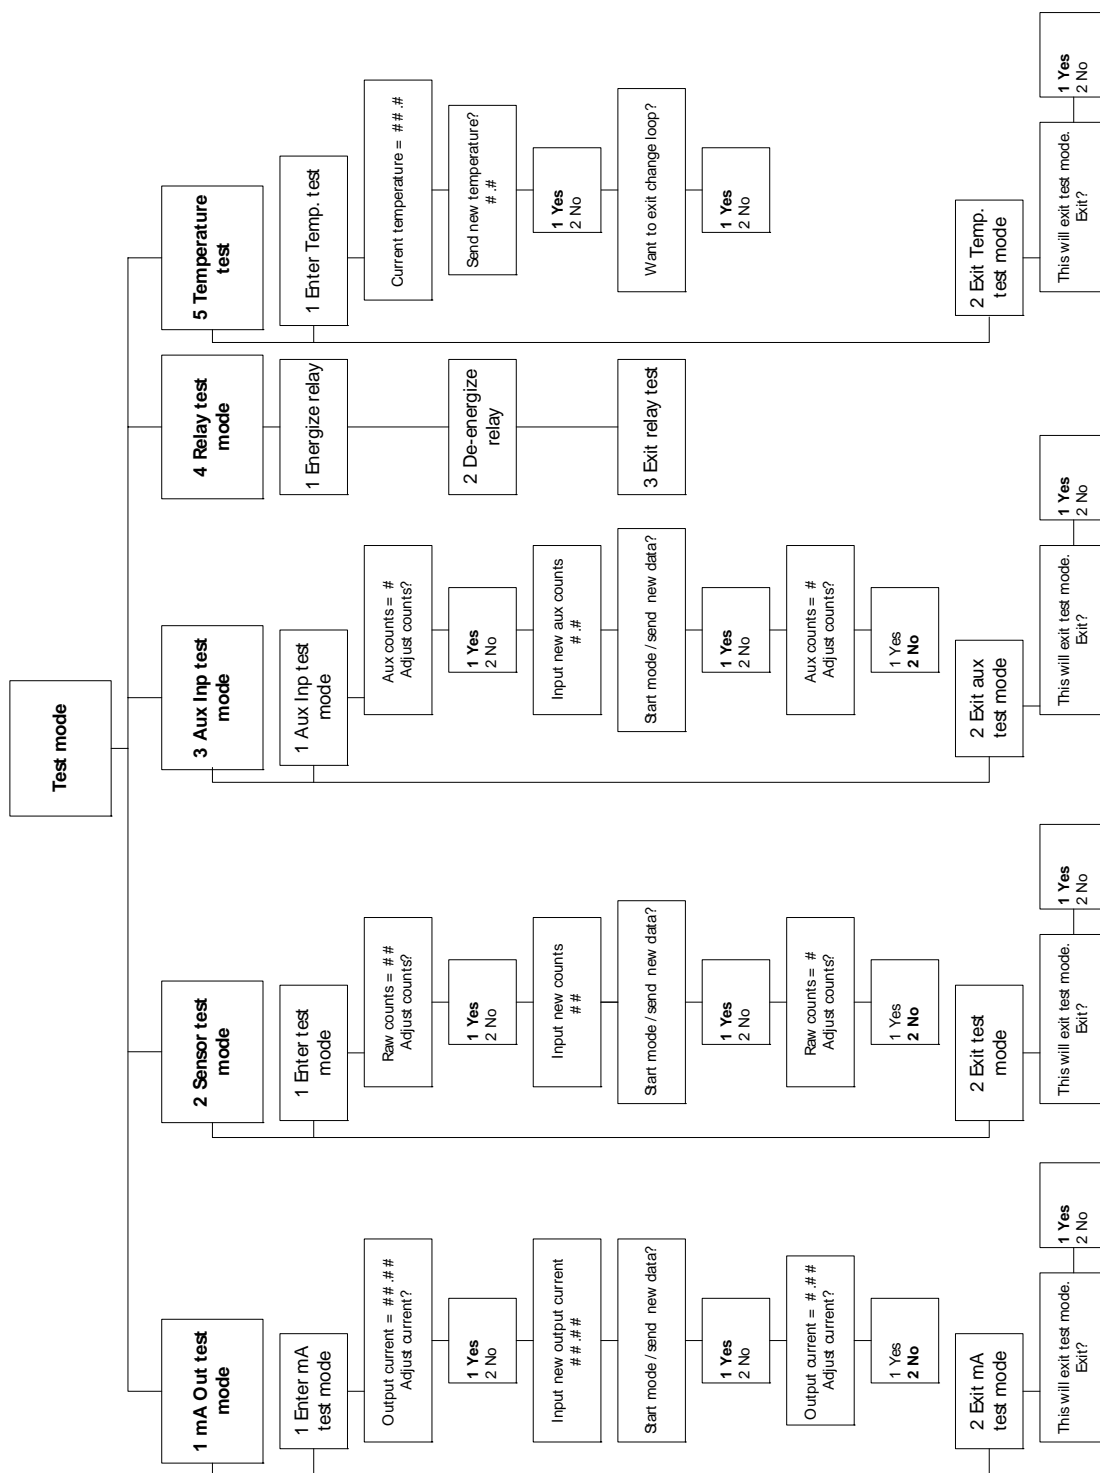 Test mode
1 mA Out test
mode
1 Enter mA
test mode
Output current = ##.##
Adjust current?
1 Yes
2 No
Input new output current
##.##
Start mode / send new data?
1 Yes
2 No
Output current = #.##
Adjust current?
1 Yes
2 No
2 Exit mA
test mode
This will exit test mode.
Exit?
1 Yes
2 No
2 Sensor test
mode
1 Enter test
mode
Raw counts = ##
Adjust counts?
1 Yes
2 No
Input new counts
##
Start mode / send new data?
1 Yes
2 No
Raw counts = #
Adjust counts?
1 Yes
2 No
2 Exit test
mode
This will exit test mode.
Exit?
1 Yes
2 No
3 Aux Inp test
mode
1 Aux Inp test
mode
Aux counts = #
Adjust counts?
1 Yes
2 No
Input new aux counts
#.#
Start mode / send new data?
1 Yes
2 No
Aux counts = #
Adjust counts?
1 Yes
2 No
2 Exit aux
test mode
This will exit test mode.
Exit?
1 Yes
2 No
4 Relay test
mode
1 Energize relay
2 De-energize
relay
3 Exit relay test
5 Temperature
test
1 Enter Temp. test
Current temperature = ##.#
Send new temperature?
#.#
1 Yes
2 No
Want to exit change loop?
1 Yes
2 No
2 Exit Temp.
test mode
This will exit test mode.
Exit?
1 Yes
2 No